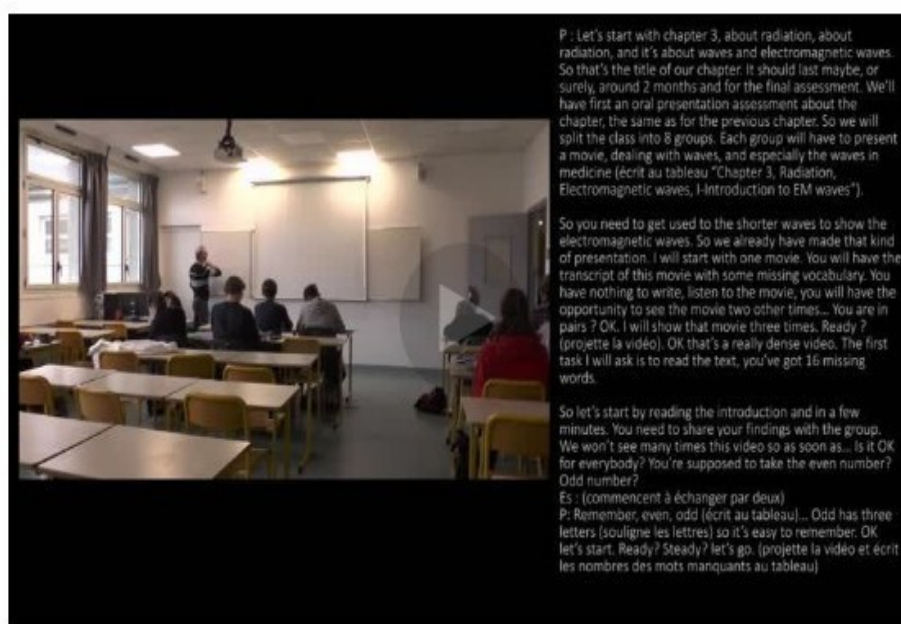 P : Let's start with chapter 3, about radiation, about
radiation, and it's about waves and electromagnetic waves.
So that's the title of our chapter. It should last maybe, or
surely, around 2 months and for the final assessment. We'll
have first an oral presentation assessment about the
chapter, the same as for the previous chapter. So we will
split the class into 8 groups. Each group will have to present
a movie, dealing with waves, and especially the waves in
medicine (écrit au tableau "Chapter 3, Radiation,
Electromagnetic waves, I-Introduction to EM waves").
So you need to get used to the shorter waves to show the
electromagnetic waves. So we already have made that kind
of presentation. I will start with one movie. You will have the
transcript of this movie with some missing vocabulary. You
have nothing to write, listen to the movie, you will have the
opportunity to see the movie two other times... You are in
pairs ? OK. I will show that movie three times. Ready ?
(projette la vidéo). OK that's a really dense video. The first
task I will ask is to read the text, you've got 16 missing
words.
So let's start by reading the introduction and in a few
minutes. You need to share your findings with the group.
We won't see many times this video so as soon as... Is it OK
for everybody? You're supposed to take the even number?
Odd number?
Es : (commencent à échanger par deux)
P: Remember, even, odd (écrit au tableau)... Odd has three
letters (souligne les lettres) so it's easy to remember. OK
let's start. Ready? Steady? let's go. (projette la vidéo et écrit
les nombres des mots manquants au tableau)